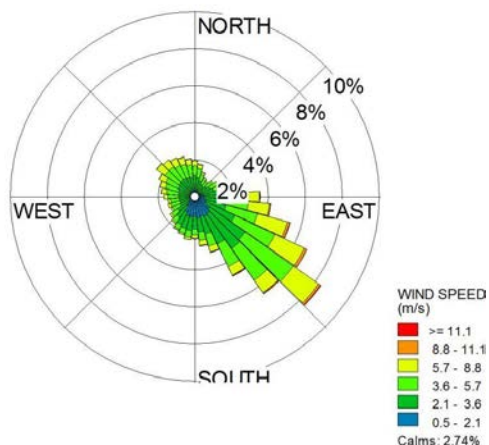 NORTH
10%
8%
6%
4%
2%
WEST
EAST
SOUTH
WIND SPEED
(m/s)
>= 11.1
8.8 - 11.1
5.7 - 8.8
3.6 - 5.7
2.1 - 3.6
0.5 - 2.1
Calms: 2.74%